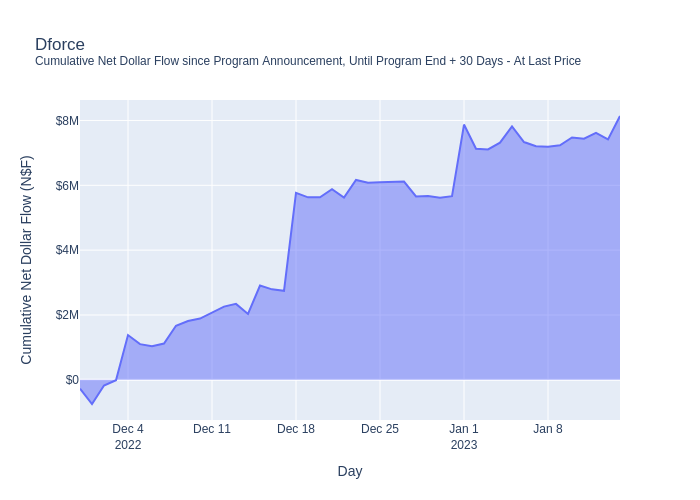 Dforce
Cumulative Net Dollar Flow since Program Announcement, Until Program End + 30 Days - At Last Price
Cumulative Net Dollar Flow (N$F)
$8M
$6M
$4M
$2M
$0
Dec 4
2022
Dec 11
Dec 18
Dec 25
Jan 1
2023
Jan 8
Day